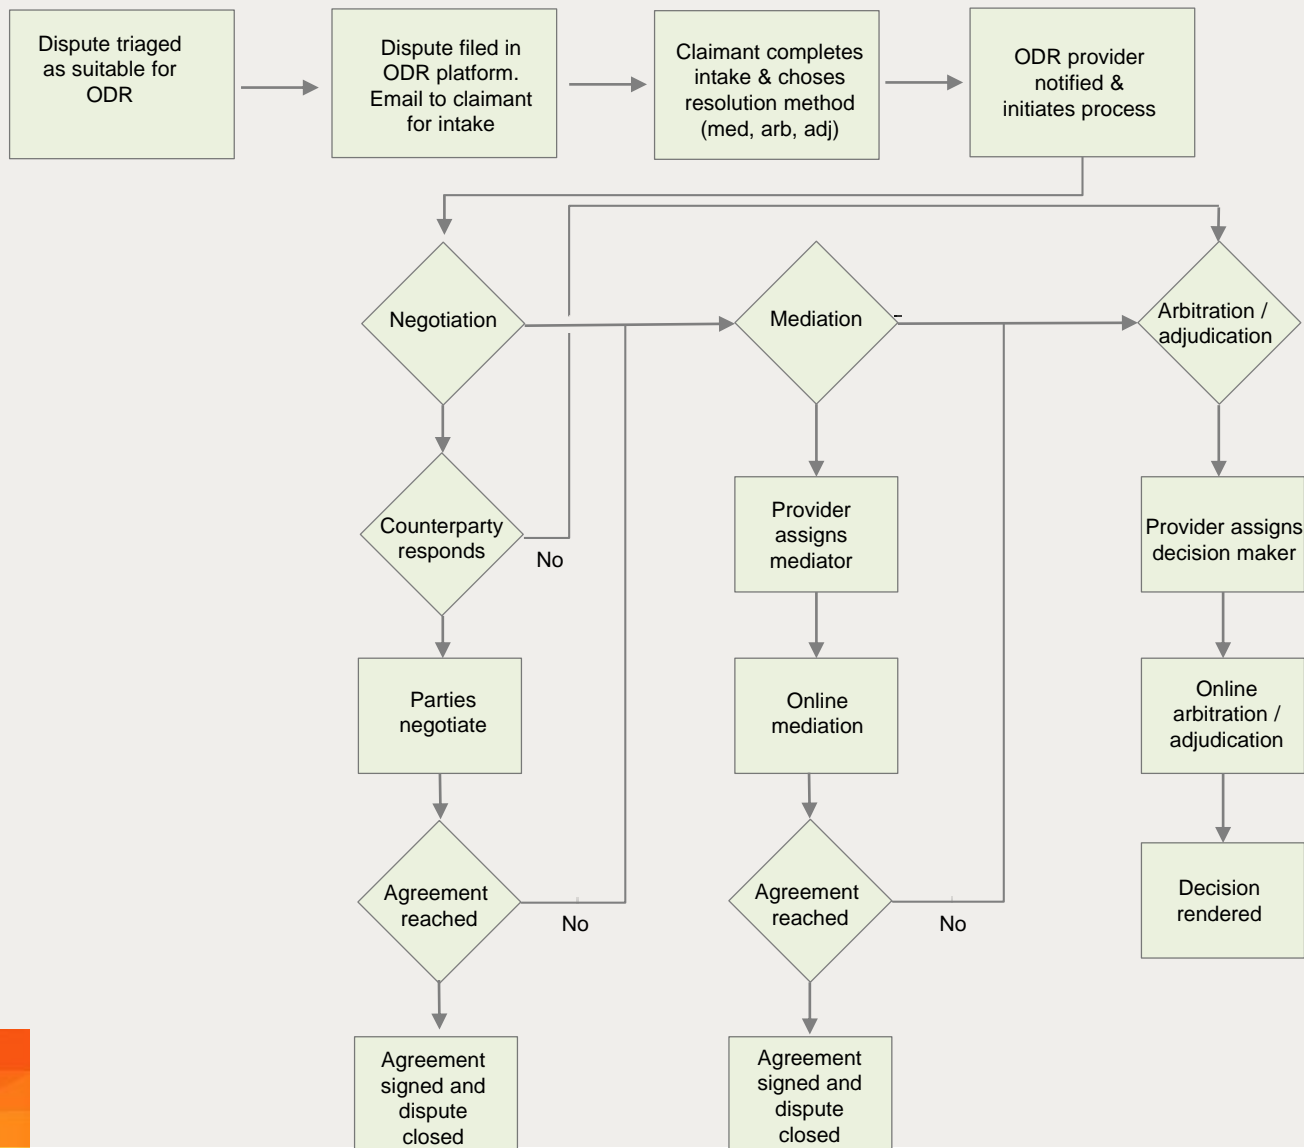 Dispute triaged
as suitable for
ODR
Dispute filed in
ODR platform.
Email to claimant
for intake
Claimant completes
intake & choses
resolution method
(med, arb, adj)
ODR provider
notified &
initiates process
Negotiation
Mediation
Arbitration /
adjudication
Counterparty
responds
No
Provider
assigns
mediator
Provider assigns
decision maker
Parties
negotiate
Online
mediation
Online
arbitration /
adjudication
Agreement
reached
No
Agreement
reached
No
Decision
rendered
Agreement
signed and
dispute
closed
Agreement
signed and
dispute
closed